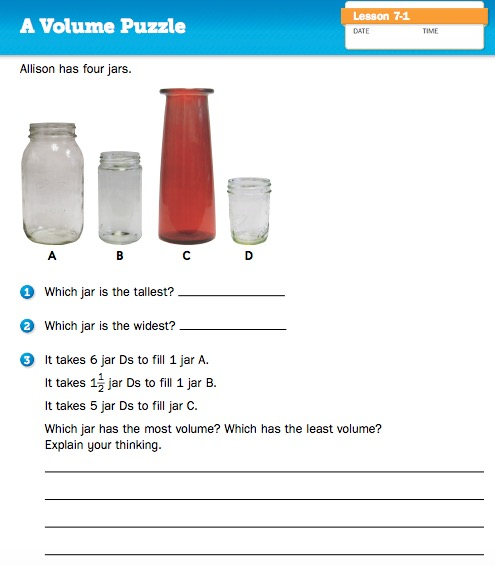 A Volume Puzzle
Lesson 7-1
DATE TIME
Allison has four jars.
A B C D
1 Which jar is the tallest?
2 Which jar is the widest?
3 It takes 6 jar Ds to fill 1 jar A.
It takes 1 1/2 jar Ds to fill 1 jar B.
It takes 5 jar Ds to fill jar C.
Which jar has the most volume? Which has the least volume?
Explain your thinking.